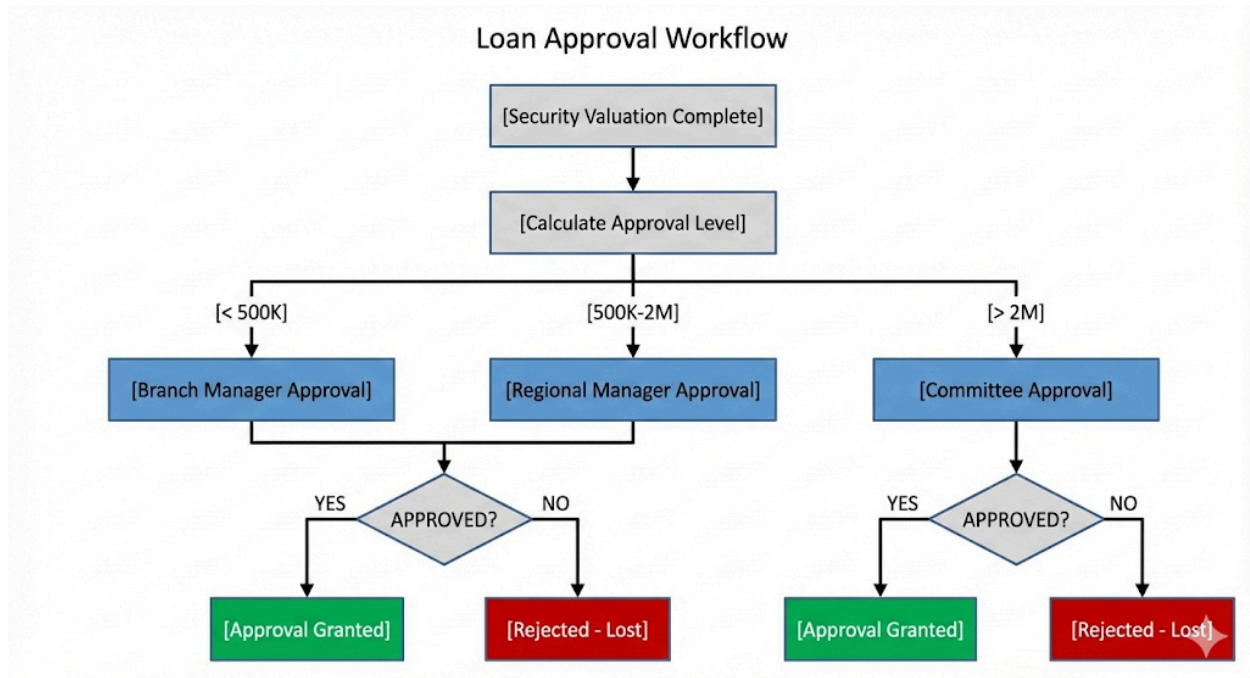 Loan Approval Workflow
[Security Valuation Complete]
[Calculate Approval Level]
[< 500K]
[500K-2M]
[> 2M]
[Branch Manager Approval]
[Regional Manager Approval]
[Committee Approval]
YES
APPROVED?
NO
YES
APPROVED?
NO
[Approval Granted]
[Rejected - Lost]
[Approval Granted]
[Rejected - Lost]